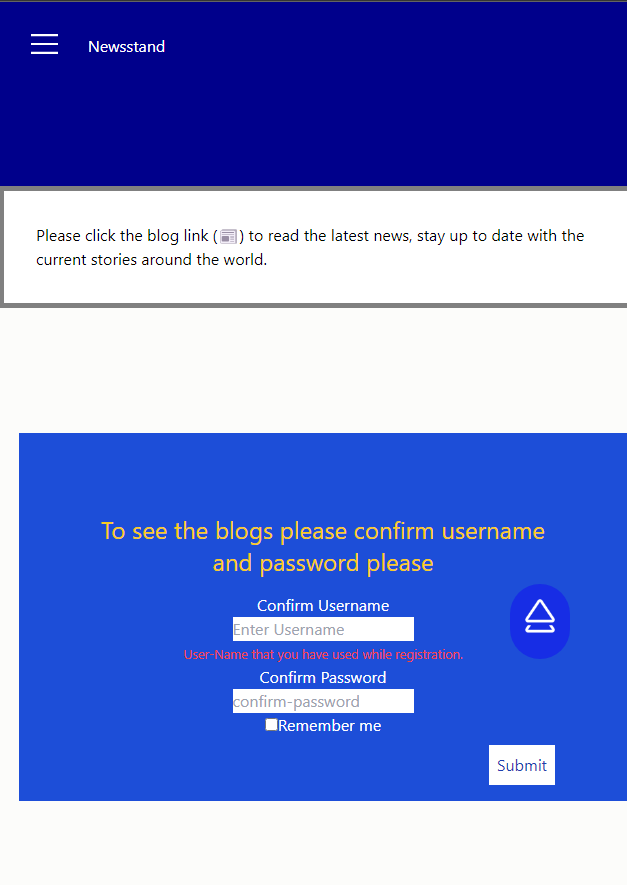 Newsstand
Please click the blog link () to read the latest news, stay up to date with the
current stories around the world.
To see the blogs please confirm username
and password please
Confirm Username
Enter Username
User-Name that you have used while registration.
Confirm Password
confirm-password
Remember me
Submit